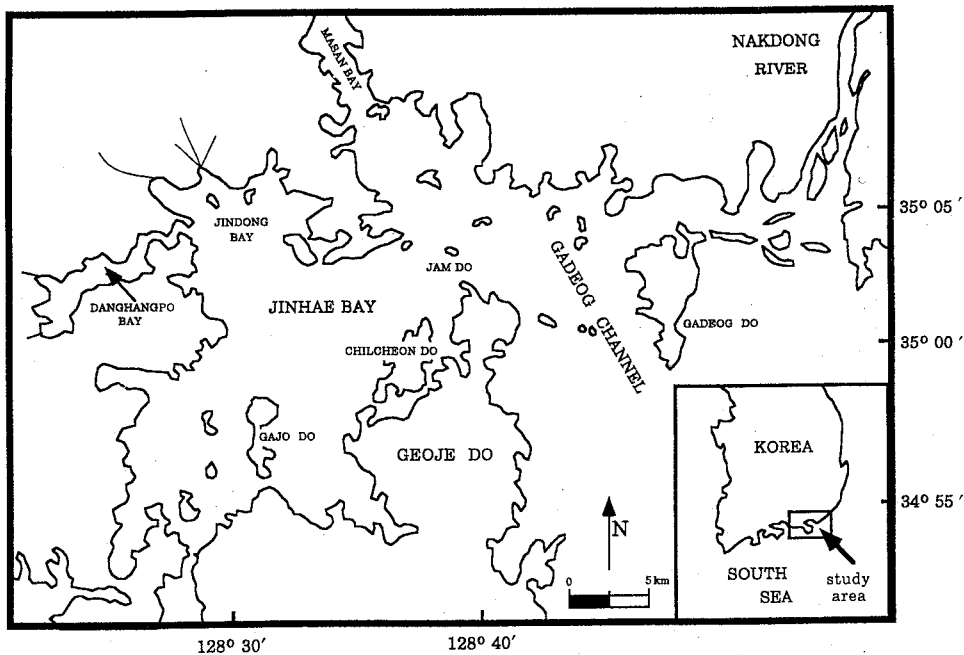 MASAN BAY
NAKDONG
RIVER
35° 05′
JINDONG
BAY
GADEOG CHANNEL
JAM DO
DANGHANGPO
BAY
JINHAE BAY
GADEOG DO
35° 00′
CHILCHEON DO
GAJO DO
GEOJE DO
KOREA
34° 55′
N
0
5 km
SOUTH
SEA
study
area
128° 30′
128° 40′